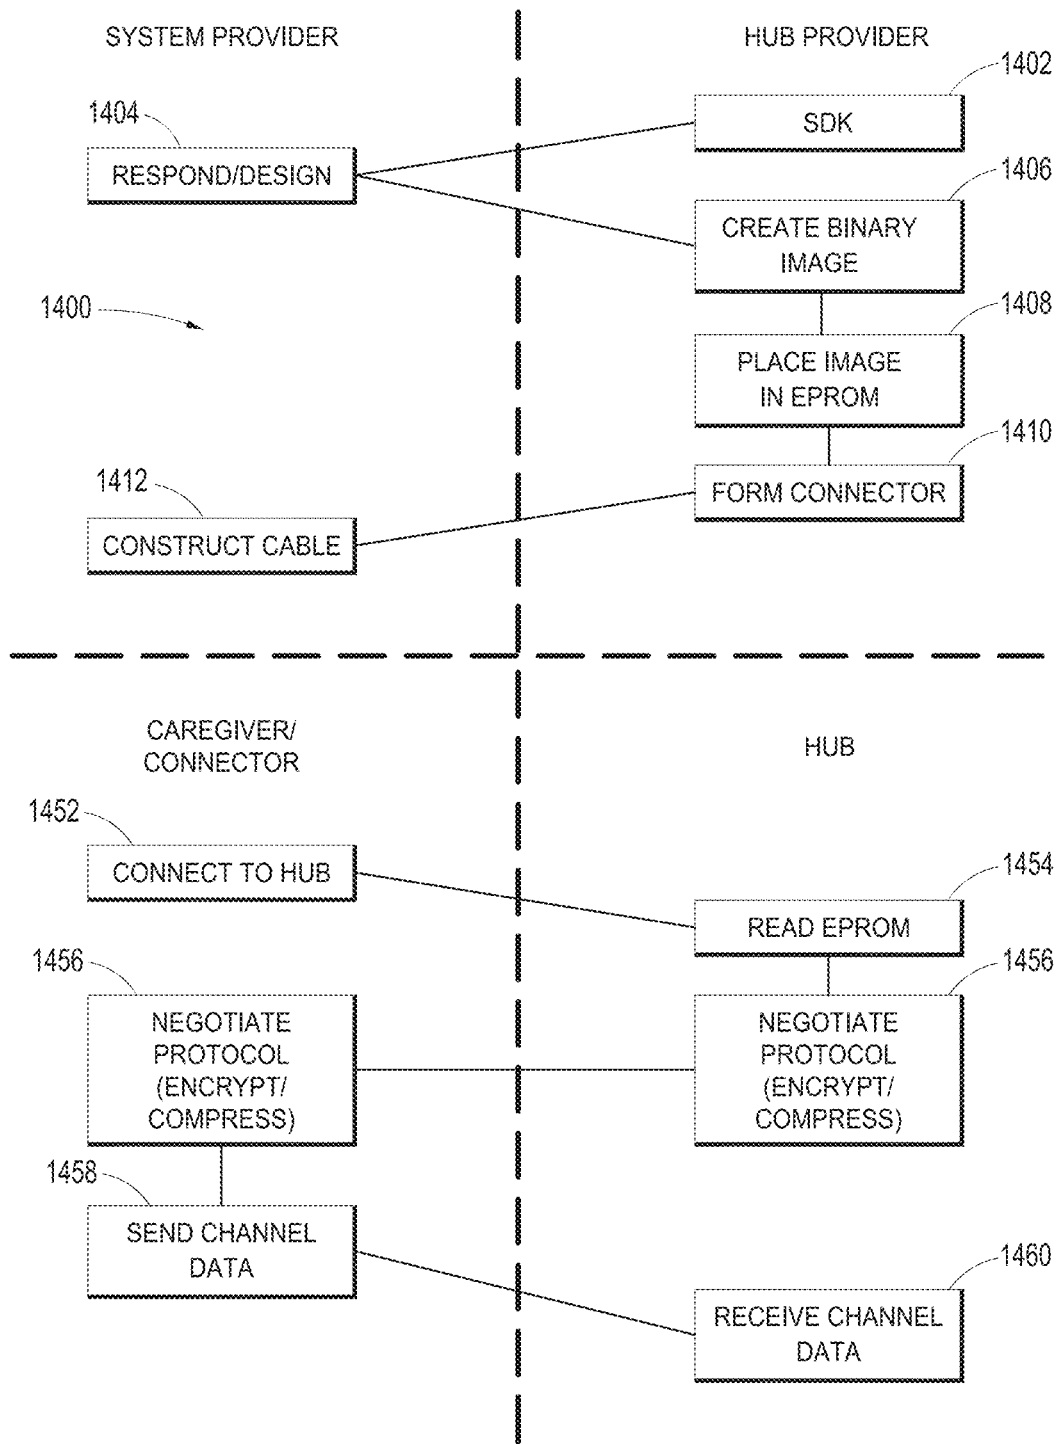 SYSTEM PROVIDER
HUB PROVIDER
1402
SDK
1404
RESPOND/DESIGN
1406
CREATE BINARY
IMAGE
1400
1408
PLACE IMAGE
IN EPROM
1410
FORM CONNECTOR
1412
CONSTRUCT CABLE
CAREGIVER/
CONNECTOR
HUB
1452
CONNECT TO HUB
1454
READ EPROM
1456
NEGOTIATE
PROTOCOL
(ENCRYPT/
COMPRESS)
1456
NEGOTIATE
PROTOCOL
(ENCRYPT/
COMPRESS)
1458
SEND CHANNEL
DATA
1460
RECEIVE CHANNEL
DATA